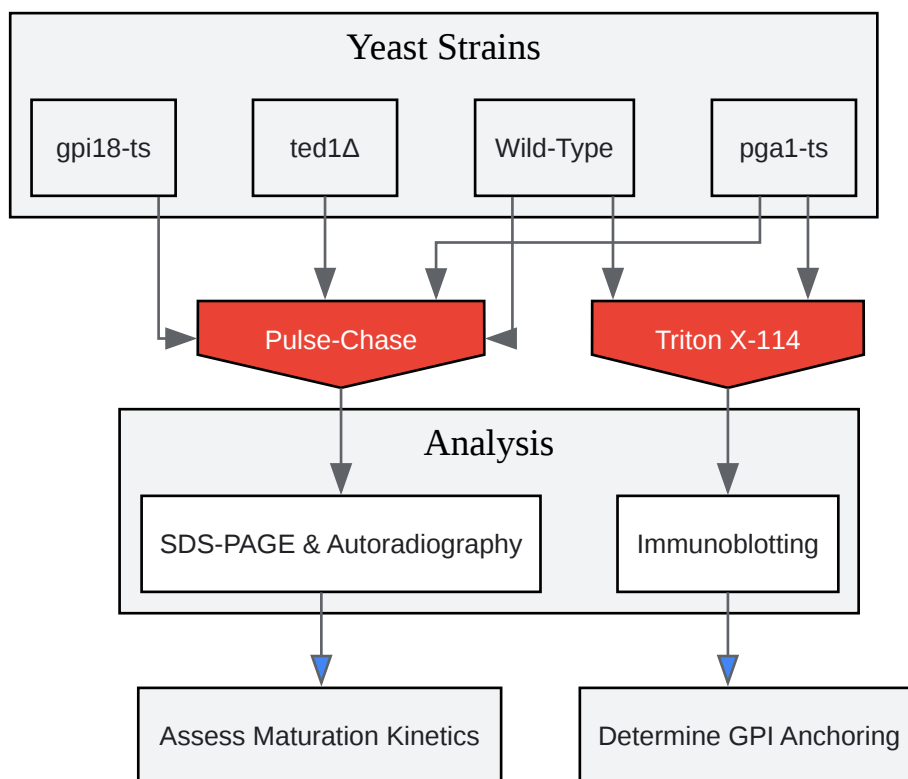 Yeast Strains
gpi18-ts
ted1Δ
Wild-Type
pga1-ts
Pulse-Chase
Triton X-114
Analysis
SDS-PAGE & Autoradiography
Immunoblotting
Assess Maturation Kinetics
Determine GPI Anchoring